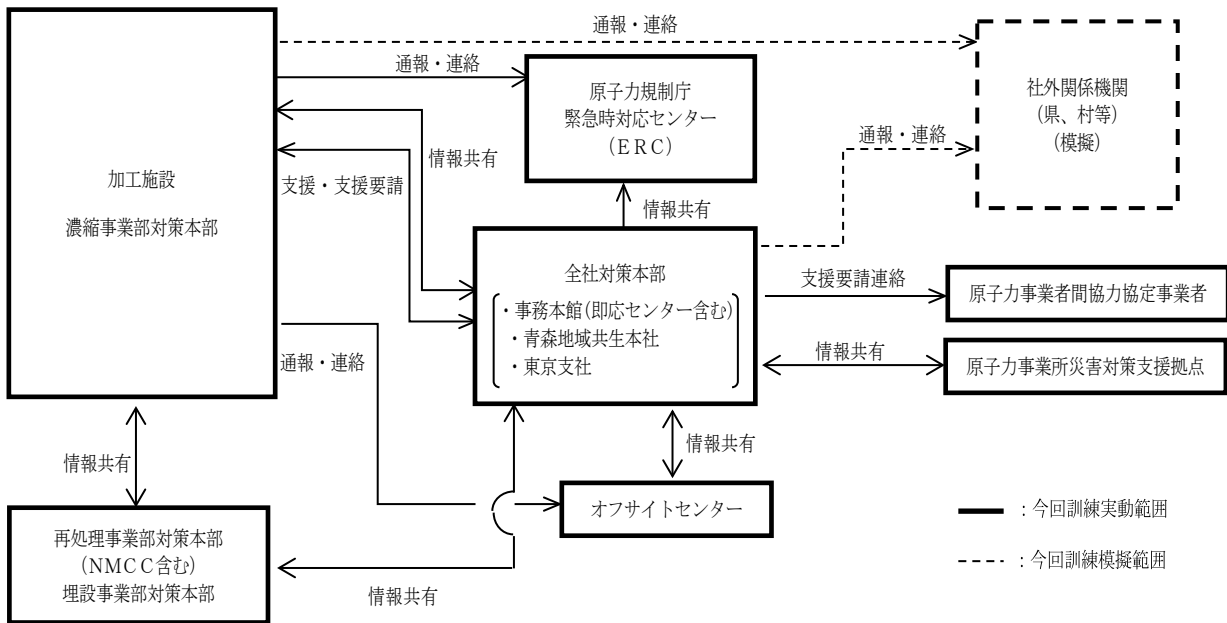 通報・連絡
通報・連絡
原子力規制庁
緊急時対応センター
(ERC)
社外関係機関
(県、村等)
(模擬)
通報・連絡
情報共有
支援・支援要請
加工施設
濃縮事業部対策本部
情報共有
全社対策本部
・事務本館(即応センター含む)
・青森地域共生本社
・東京支社
支援要請連絡
原子力事業者間協力協定事業者
情報共有
原子力事業所災害対策支援拠点
通報・連絡
情報共有
情報共有
オフサイトセンター
再処理事業部対策本部
(NMCC含む)
埋設事業部対策本部
情報共有
:今回訓練実動範囲
:今回訓練模擬範囲